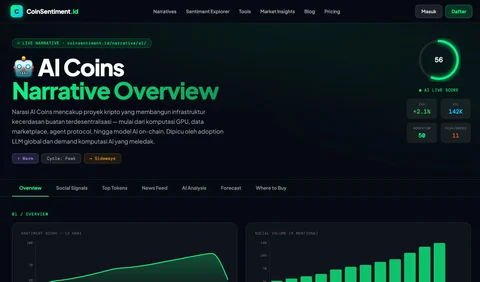 C CoinSentiment.id
Narratives Sentiment Explorer Tools Market Insights Blog Pricing
Masuk Daftar
LIVE NARRATIVE · coinsentiment.id/narrative/ai/
AI Coins
Narrative Overview
Narasi AI Coins mencakup proyek kripto yang membangun infrastruktur
kecerdasan buatan terdesentralisasi — mulai dari komputasi GPU, data
marketplace, agent protocol, hingga model AI on-chain. Dipicu oleh adoption
LLM global dan demand komputasi AI yang meledak.
Warm Cycle: Peak → Sideways
56
AI LIVE SCORE
+2.1%
142K
50
11
Overview Social Signals Top Tokens News Feed AI Analysis Forecast Where to Buy
01 / OVERVIEW